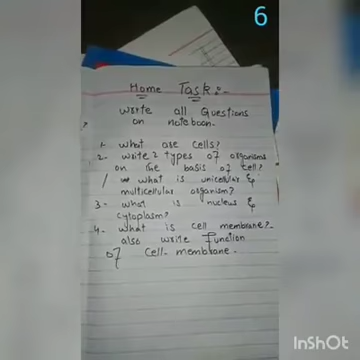 6
Home Task:-
Write all Questions
on notebook.
1- What are cells?
2- Write 2 types of organisms
on the basis of cell?
/ What is unicellular &
multicellular organism?
3- What is nucleus &
cytoplasm?
4- What is cell membrane?
also write function
of cell-membrane.
InShOt